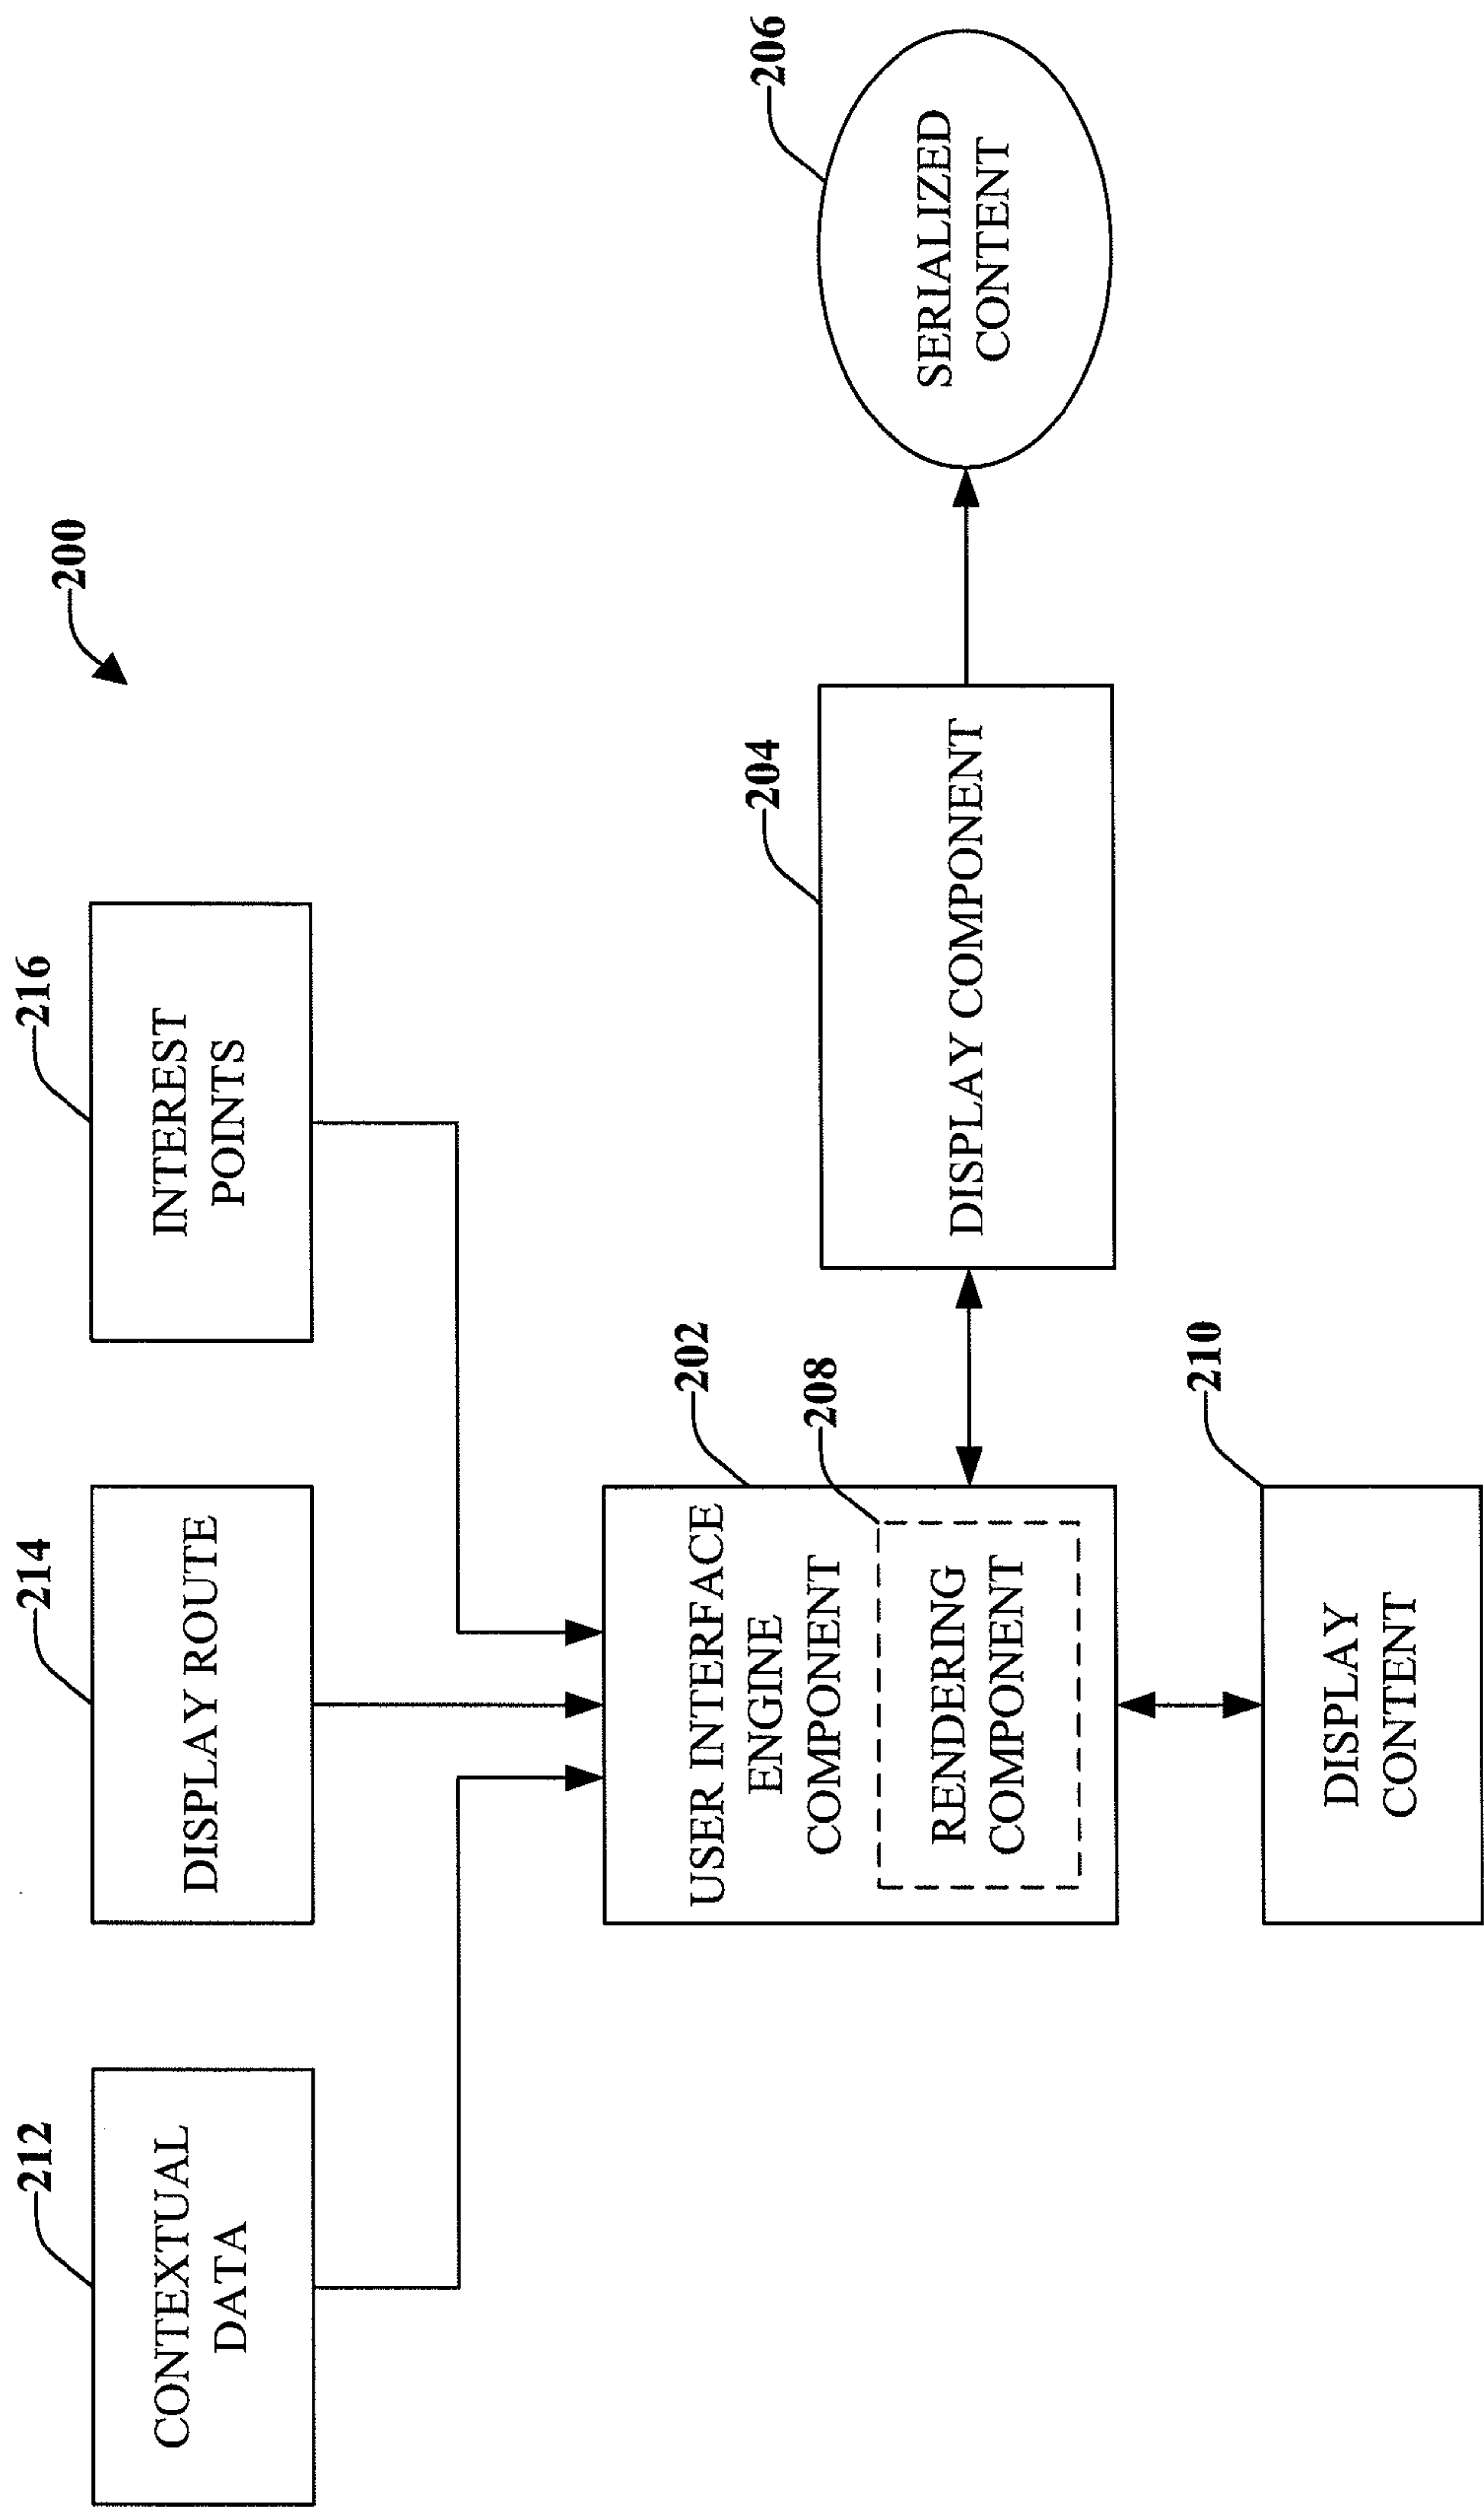 200
212
CONTEXTUAL
DATA
214
DISPLAY ROUTE
216
INTEREST
POINTS
202
USER INTERFACE
ENGINE
COMPONENT
208
RENDERING
COMPONENT
204
DISPLAY COMPONENT
206
SERIALIZED
CONTENT
210
DISPLAY
CONTENT